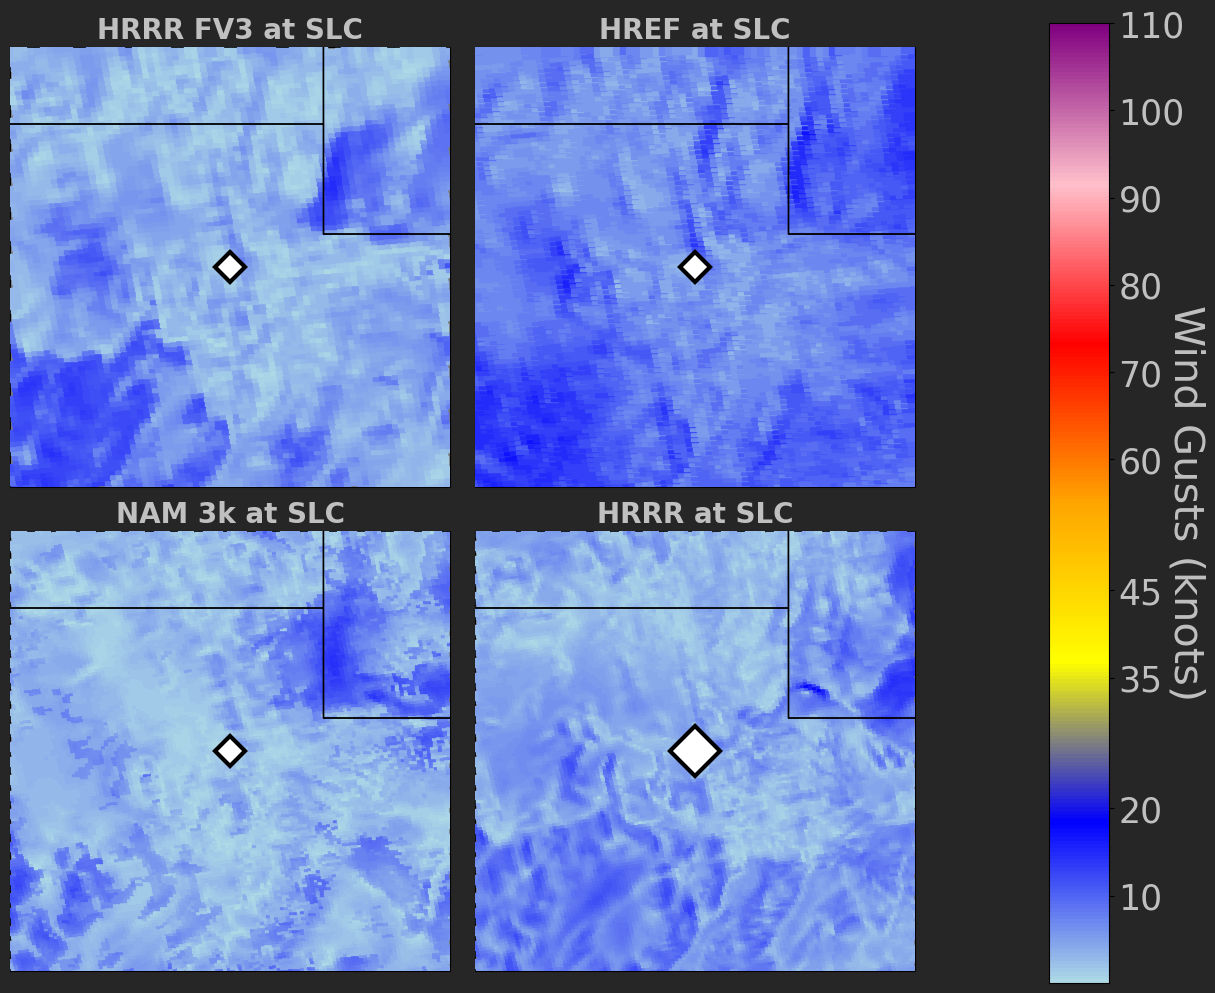 HRRR FV3 at SLC
HREF at SLC
NAM 3k at SLC
HRRR at SLC
110
100
90
80
70
60
45
35
20
10
Wind Gusts (knots)